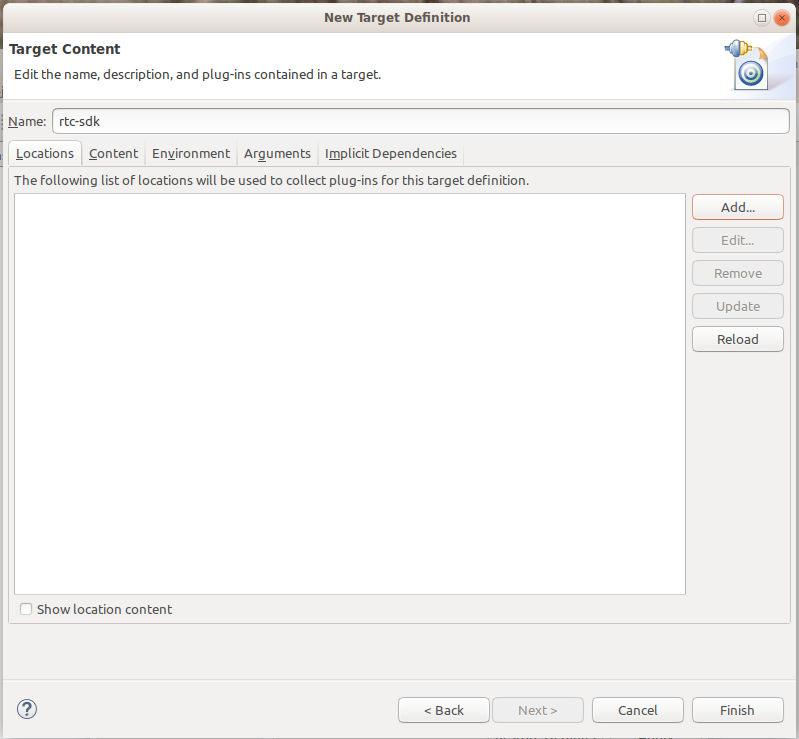 New Target Definition
Target Content
Edit the name, description, and plug-ins contained in a target.
Name: rtc-sdk
Locations Content Environment Arguments Implicit Dependencies
The following list of locations will be used to collect plug-ins for this target definition.
Add...
Edit...
Remove
Update
Reload
Show location content
< Back Next > Cancel Finish